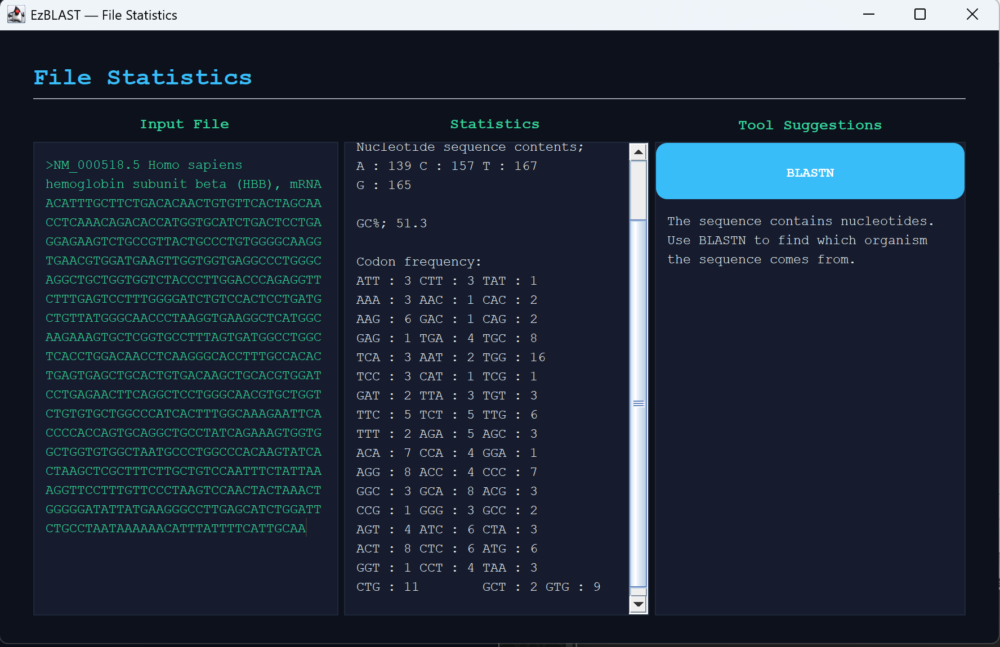 EzBLAST — File Statistics
File Statistics
Input File
>NM_000518.5 Homo sapiens
hemoglobin subunit beta (HBB), mRNA
ACATTTGCTTCTGACACAACTGTGTTCACTAGCAA
CCTCAAACAGACACCATGGTGCATCTGACTCCTGA
GGAGAAGTCTGCCGTTACTGCCCTGTGGGGCAAGG
TGAACGTGGATGAAGTTGGTGGTGAGGCCCTGGGC
AGGCTGCTGGTGGTCTACCCTTGGACCCAGAGGTT
CTTTGAGTCCTTTGGGGATCTGTCCACTCCTGATG
CTGTTATGGGCAACCCTAAGGTGAAGGCTCATGGC
AAGAAAGTGCTCGGTGCCTTTAGTGATGGCCTGGC
TCACCTGGACAACCTCAAGGGCACCTTTGCCACAC
TGAGTGAGCTGCACTGTGACAAGCTGCACGTGGAT
CCTGAGAACTTCAGGCTCCTGGGCAACGTGCTGGT
CTGTGTGCTGGCCCATCACTTTGGCAAAGAATTCA
CCCCACCAGTGCAGGCTGCCTATCAGAAAGTGGTG
GCTGGTGTGGCTAATGCCCTGGCCCACAAGTATCA
CTAAGCTCGCTTTCTTGCTGTCCAATTTCTATTAA
AGGTTCCTTTGTTCCCTAAGTCCAACTACTAAACT
GGGGGATATTATGAAGGGCCTTGAGCATCTGGATT
CTGCCTAATAAAAAACATTTATTTTCATTGCAA
Statistics
Nucleotide sequence contents;
A : 139 C : 157 T : 167
G : 165
GC%; 51.3
Codon frequency:
ATT : 3 CTT : 3 TAT : 1
AAA : 3 AAC : 1 CAC : 2
AAG : 6 GAC : 1 CAG : 2
GAG : 1 TGA : 4 TGC : 8
TCA : 3 AAT : 2 TGG : 16
TCC : 3 CAT : 1 TCG : 1
GAT : 2 TTA : 3 TGT : 3
TTC : 5 TCT : 5 TTG : 6
TTT : 2 AGA : 5 AGC : 3
ACA : 7 CCA : 4 GGA : 1
AGG : 8 ACC : 4 CCC : 7
GGC : 3 GCA : 8 ACG : 3
CCG : 1 GGG : 3 GCC : 2
AGT : 4 ATC : 6 CTA : 3
ACT : 8 CTC : 6 ATG : 6
GGT : 1 CCT : 4 TAA : 3
CTG : 11 GCT : 2 GTG : 9
Tool Suggestions
BLASTN
The sequence contains nucleotides.
Use BLASTN to find which organism
the sequence comes from.